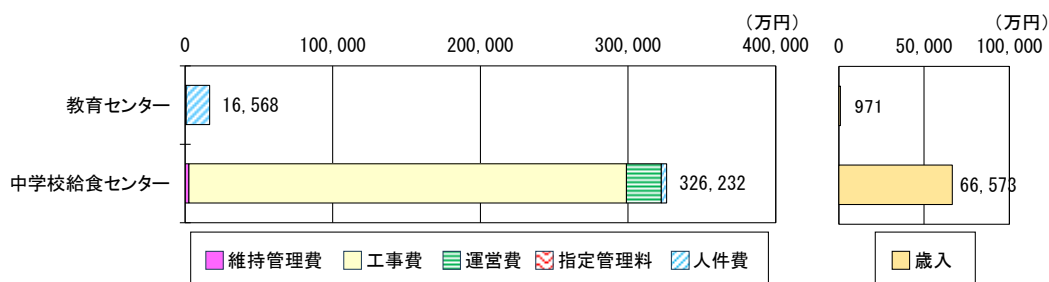 （万円）
0 100,000 200,000 300,000 400,000
（万円）
0 50,000 100,000
教育センター 16,568 971
中学校給食センター 326,232 66,573
維持管理費 工事費 運営費 指定管理料 人件費
歳入